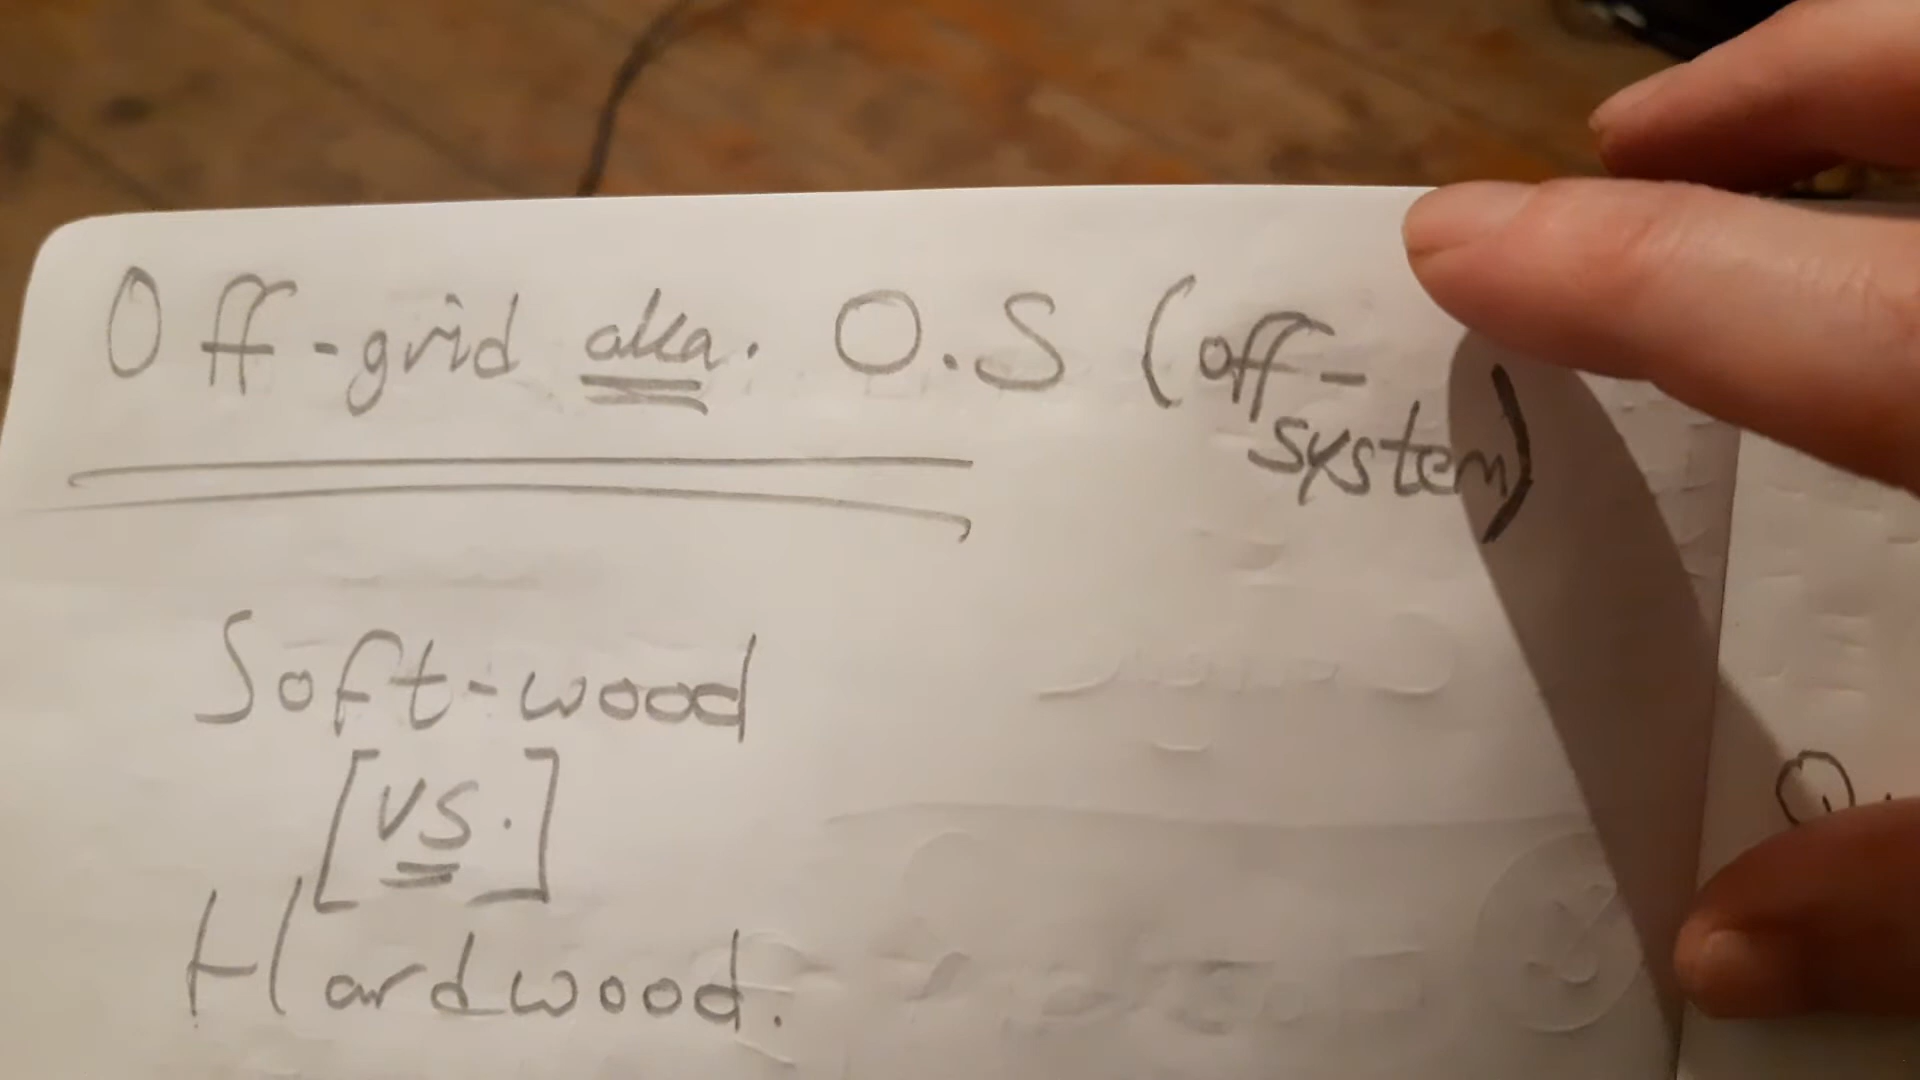 Off-grid aka. O.S (off-
system)
Soft-wood
[vs.]
Hardwood.